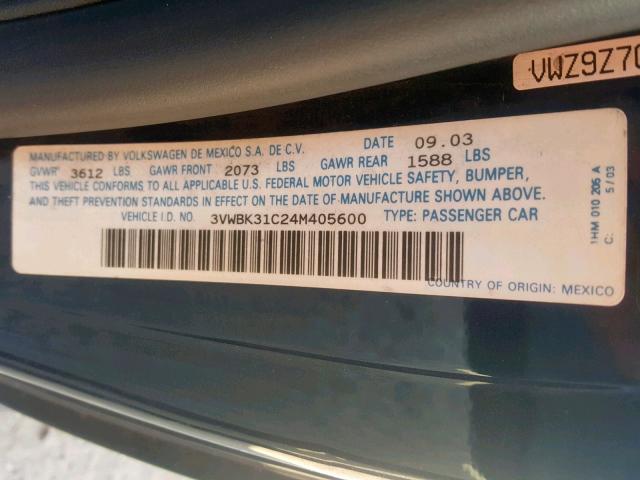 VWZ9Z7
MANUFACTURED BY VOLKSWAGEN DE MEXICO S.A. DE C.V. DATE 09.03
GVWR 3612 LBS GAWR FRONT 2073 LBS GAWR REAR 1588 LBS
THIS VEHICLE CONFORMS TO ALL APPLICABLE U.S. FEDERAL MOTOR VEHICLE SAFETY, BUMPER,
AND THEFT PREVENTION STANDARDS IN EFFECT ON THE DATE OF MANUFACTURE SHOWN ABOVE.
VEHICLE I.D. NO. 3VWBK31C24M405600 TYPE: PASSENGER CAR
COUNTRY OF ORIGIN: MEXICO
1HM 010 205 A
C: 5/03